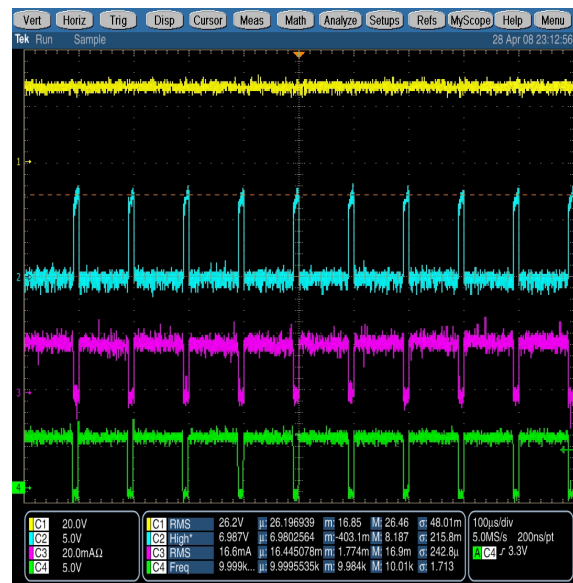 Vert Horiz Trig Disp Cursor Meas Math Analyze Setups Refs MyScope Help Menu
Tek Run Sample 28 Apr 08 23:12:56
1
2
3
4
C1 20.0V
C2 5.0V
C3 20.0mAΩ
C4 5.0V
C1 RMS 26.2V µ: 26.196939 m: 16.85 M: 26.46 σ: 48.01m
C2 High* 6.987V µ: 6.9802564 m: -403.1m M: 8.187 σ: 215.8m
C3 RMS 16.6mA µ: 16.445078m m: 1.774m M: 16.9m σ: 242.8µ
C4 Freq 9.999k... µ: 9.9995535k m: 9.984k M: 10.01k σ: 1.713
100µs/div
5.0MS/s 200ns/pt
A C4 3.3V